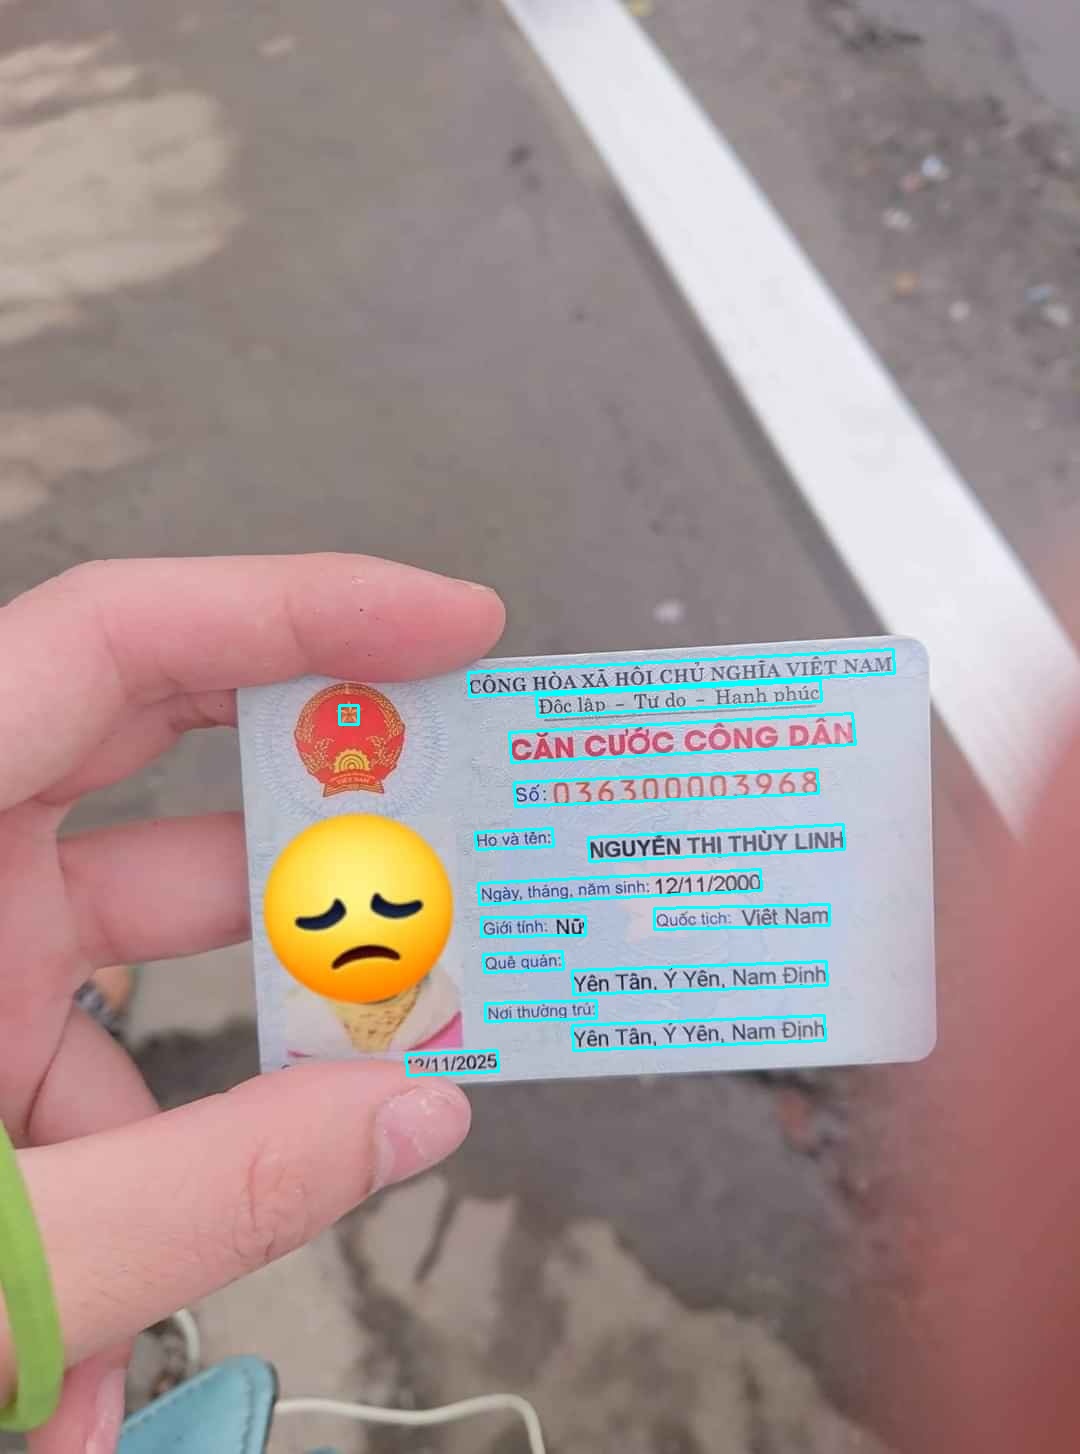 CỘNG HÒA XÃ HỘI CHỦ NGHĨA VIỆT NAM
Độc lập - Tự do - Hạnh phúc
CĂN CƯỚC CÔNG DÂN
Số: 036300003968
Họ và tên: NGUYỄN THỊ THÙY LINH
Ngày, tháng, năm sinh: 12/11/2000
Giới tính: Nữ Quốc tịch: Việt Nam
Quê quán:
Yên Tân, Ý Yên, Nam Định
Nơi thường trú:
Yên Tân, Ý Yên, Nam Định
12/11/2025